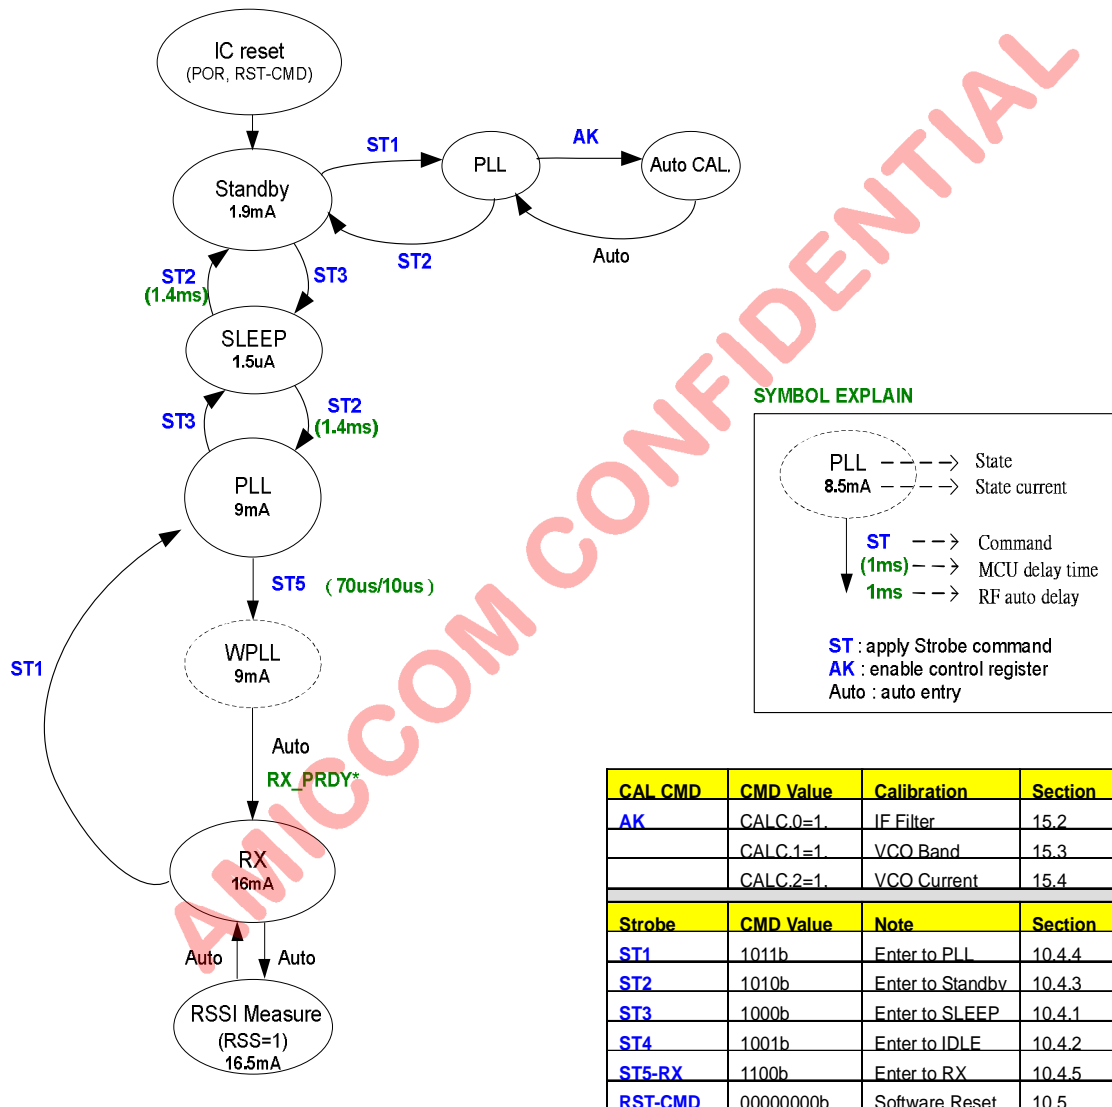 IC reset
(POR, RST-CMD)
ST1
AK
PLL
Auto CAL.
Standby
1.9mA
ST2
Auto
ST2
(1.4ms)
ST3
SLEEP
1.5uA
ST3
ST2
(1.4ms)
PLL
9mA
ST5 ( 70us/10us )
WPLL
9mA
ST1
Auto
RX_PRDY*
RX
16mA
Auto
Auto
RSSI Measure
(RSS=1)
16.5mA
SYMBOL EXPLAIN
PLL State
8.5mA State current
ST Command
(1ms) MCU delay time
1ms RF auto delay
ST : apply Strobe command
AK : enable control register
Auto : auto entry
CAL CMD CMD Value Calibration Section
AK CALC.0=1. IF Filter 15.2
CALC.1=1. VCO Band 15.3
CALC.2=1. VCO Current 15.4
Strobe CMD Value Note Section
ST1 1011b Enter to PLL 10.4.4
ST2 1010b Enter to Standby 10.4.3
ST3 1000b Enter to SLEEP 10.4.1
ST4 1001b Enter to IDLE 10.4.2
ST5-RX 1100b Enter to RX 10.4.5
RST-CMD 00000000b Software Reset 10.5
AMICCOM CONFIDENTIAL